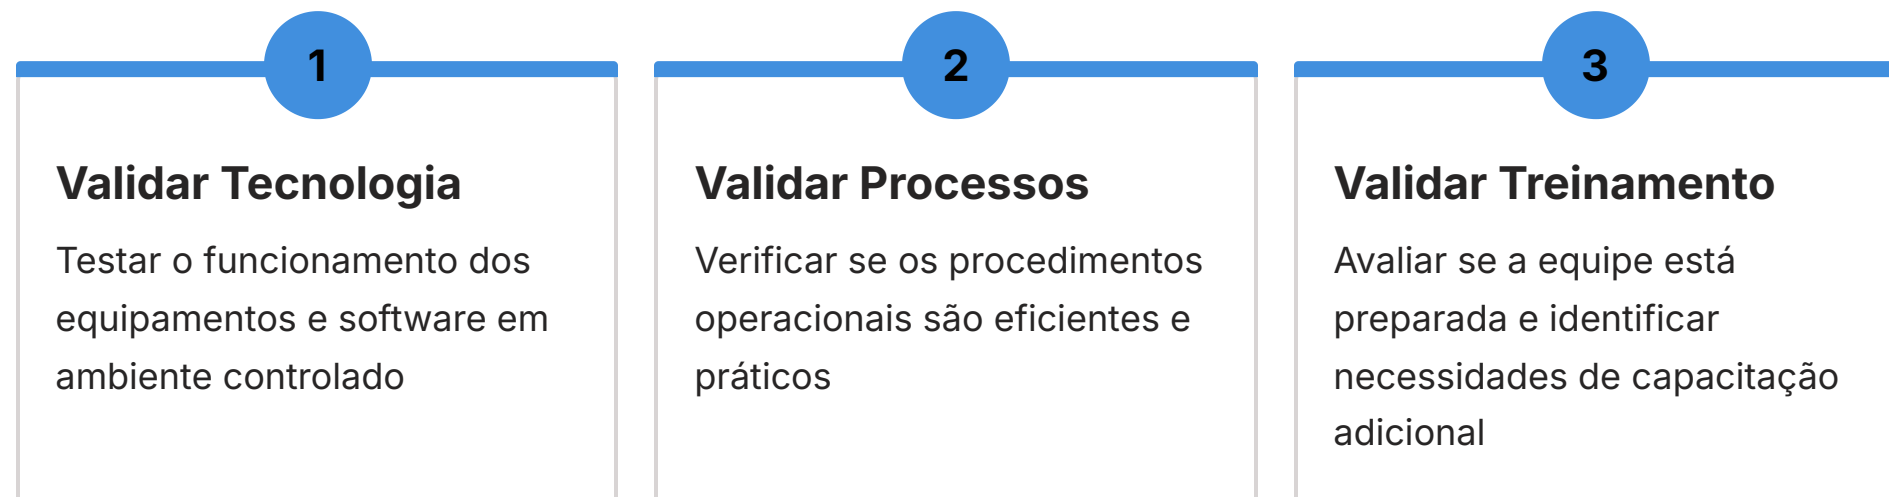 1
Validar Tecnologia
Testar o funcionamento dos
equipamentos e software em
ambiente controlado
2
Validar Processos
Verificar se os procedimentos
operacionais são eficientes e
práticos
3
Validar Treinamento
Avaliar se a equipe está
preparada e identificar
necessidades de capacitação
adicional